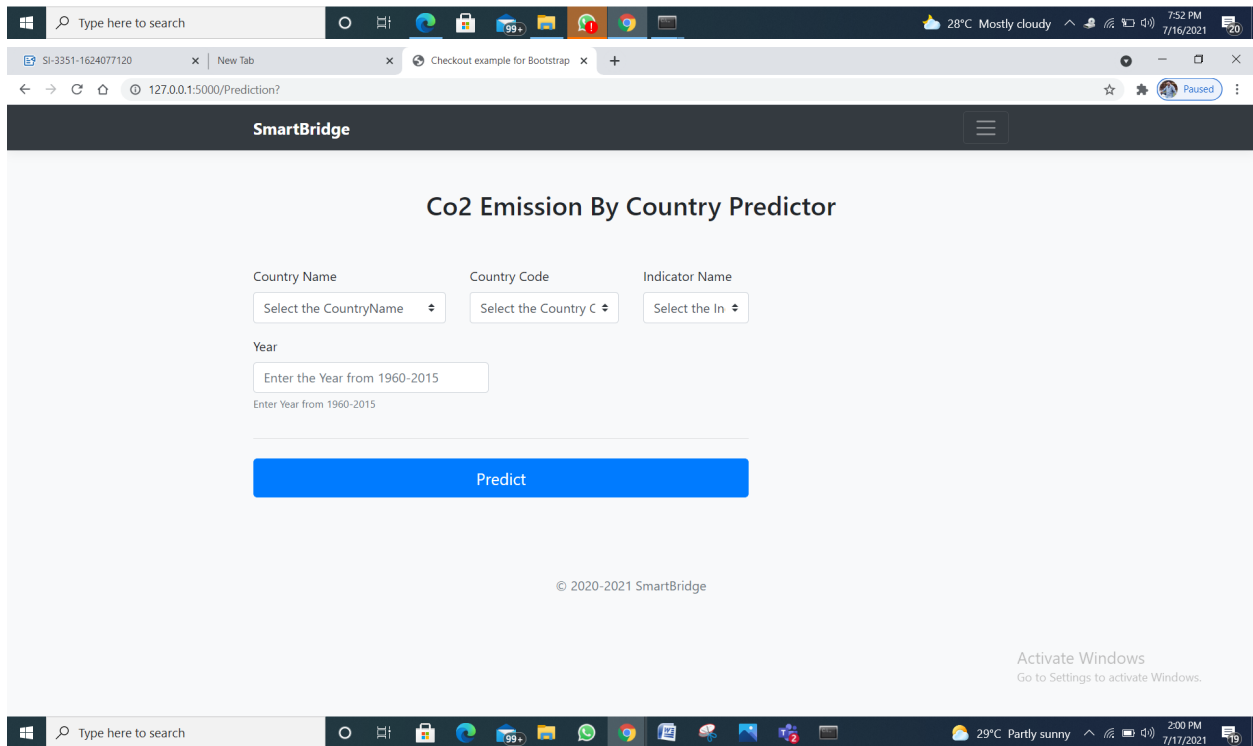 Type here to search
99+
28°C Mostly cloudy
7:52 PM
7/16/2021
20
SI-3351-1624077120
New Tab
Checkout example for Bootstrap
127.0.0.1:5000/Prediction?
Paused
SmartBridge
Co2 Emission By Country Predictor
Country Name
Country Code
Indicator Name
Select the CountryName
Select the Country C
Select the In
Year
Enter the Year from 1960-2015
Enter Year from 1960-2015
Predict
© 2020-2021 SmartBridge
Activate Windows
Go to Settings to activate Windows.
Type here to search
99+
2
29°C Partly sunny
2:00 PM
7/17/2021
19